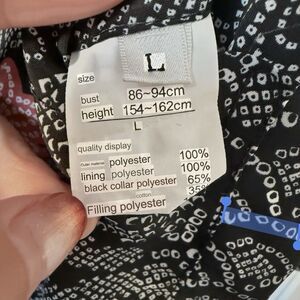 L
size
bust 86~94cm
height 154~162cm
L
quality display
Outer material polyester 100%
lining polyester 100%
black collar polyester 65%
cotton 35%
Filling polyester